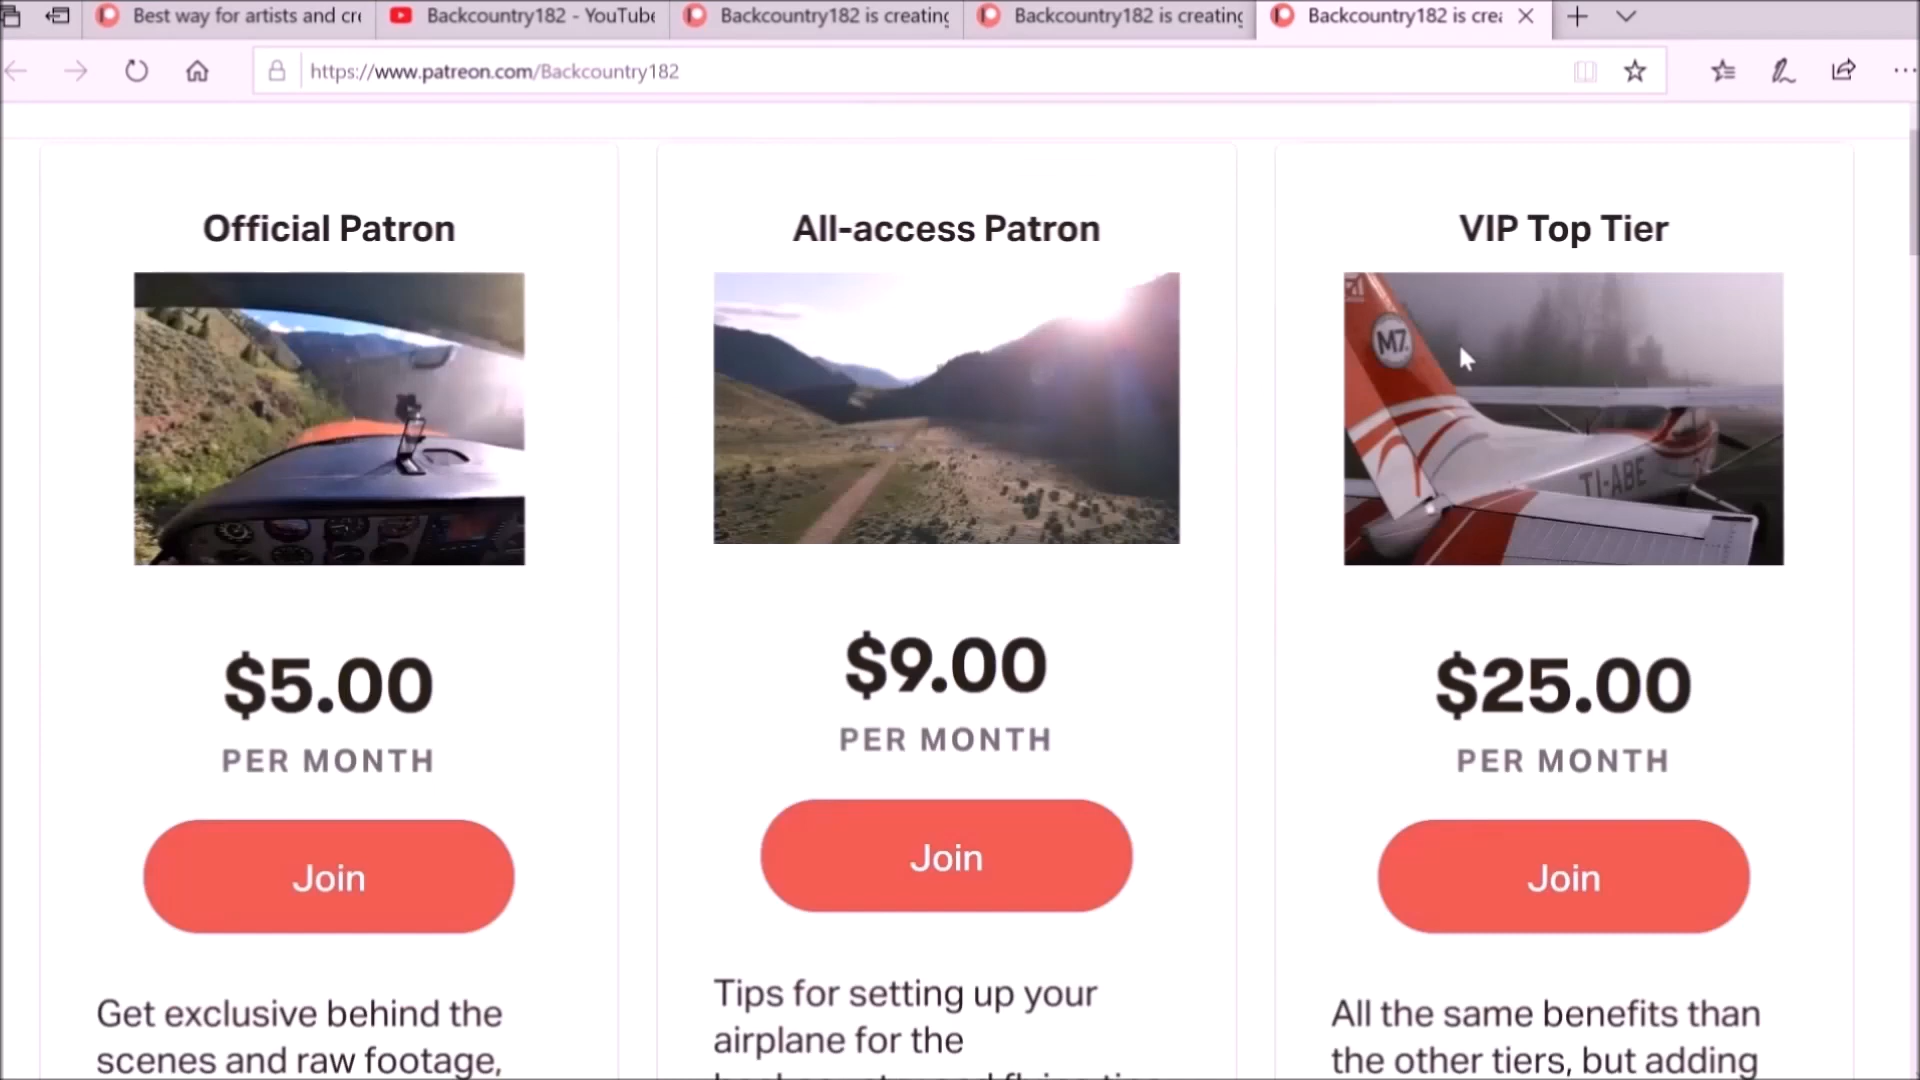 Best way for artists and cre
Backcountry182 - YouTube
Backcountry182 is creating
Backcountry182 is creating
Backcountry182 is crea
https://www.patreon.com/Backcountry182
Official Patron
All-access Patron
VIP Top Tier
M7.
TI-ABE
$5.00
PER MONTH
Join
Get exclusive behind the
scenes and raw footage,
$9.00
PER MONTH
Join
Tips for setting up your
airplane for the
$25.00
PER MONTH
Join
All the same benefits than
the other tiers, but adding